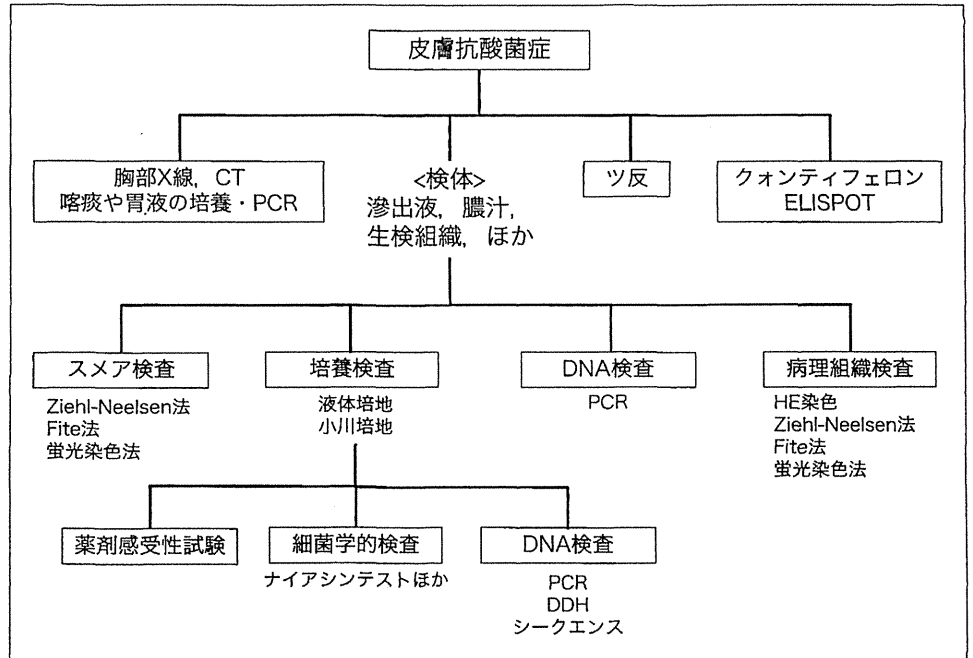 皮膚抗酸菌症
胸部X線，CT
喀痰や胃液の培養・PCR
<検体>
滲出液，膿汁，
生検組織，ほか
ツ反
クォンティフェロン
ELISPOT
スメア検査
Ziehl-Neelsen法
Fite法
蛍光染色法
培養検査
液体培地
小川培地
DNA検査
PCR
病理組織検査
HE染色
Ziehl-Neelsen法
Fite法
蛍光染色法
薬剤感受性試験
細菌学的検査
ナイアシンテストほか
DNA検査
PCR
DDH
シークエンス